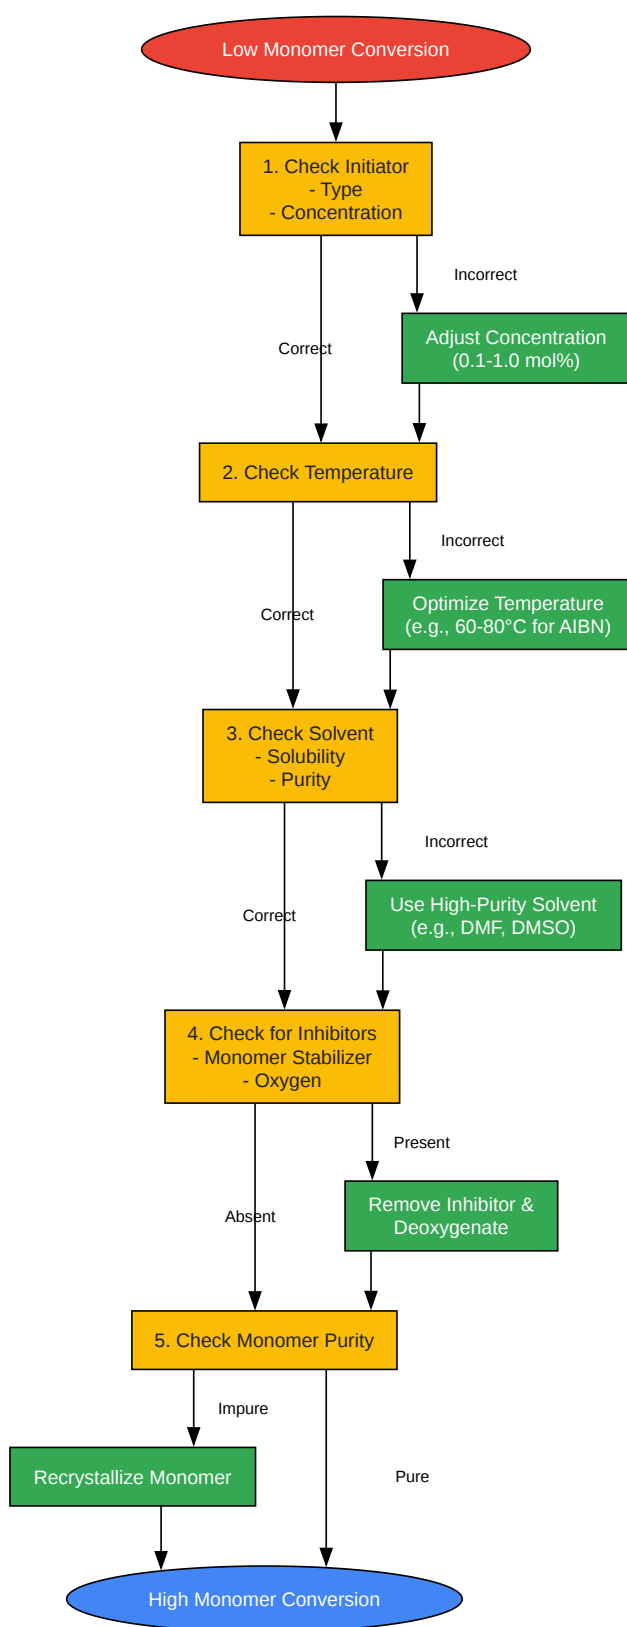 Low Monomer Conversion
1. Check Initiator
- Type
- Concentration
Incorrect
Adjust Concentration
(0.1-1.0 mol%)
Correct
2. Check Temperature
Incorrect
Optimize Temperature
(e.g., 60-80°C for AIBN)
Correct
3. Check Solvent
- Solubility
- Purity
Incorrect
Use High-Purity Solvent
(e.g., DMF, DMSO)
Correct
4. Check for Inhibitors
- Monomer Stabilizer
- Oxygen
Present
Remove Inhibitor &
Deoxygenate
Absent
5. Check Monomer Purity
Impure
Recrystallize Monomer
Pure
High Monomer Conversion